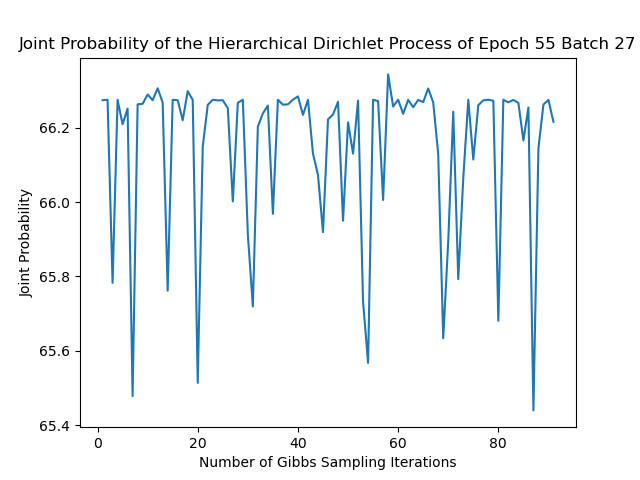 Joint Probability of the Hierarchical Dirichlet Process of Epoch 55 Batch 27
Joint Probability
66.2
66.0
65.8
65.6
65.4
0 20 40 60 80
Number of Gibbs Sampling Iterations